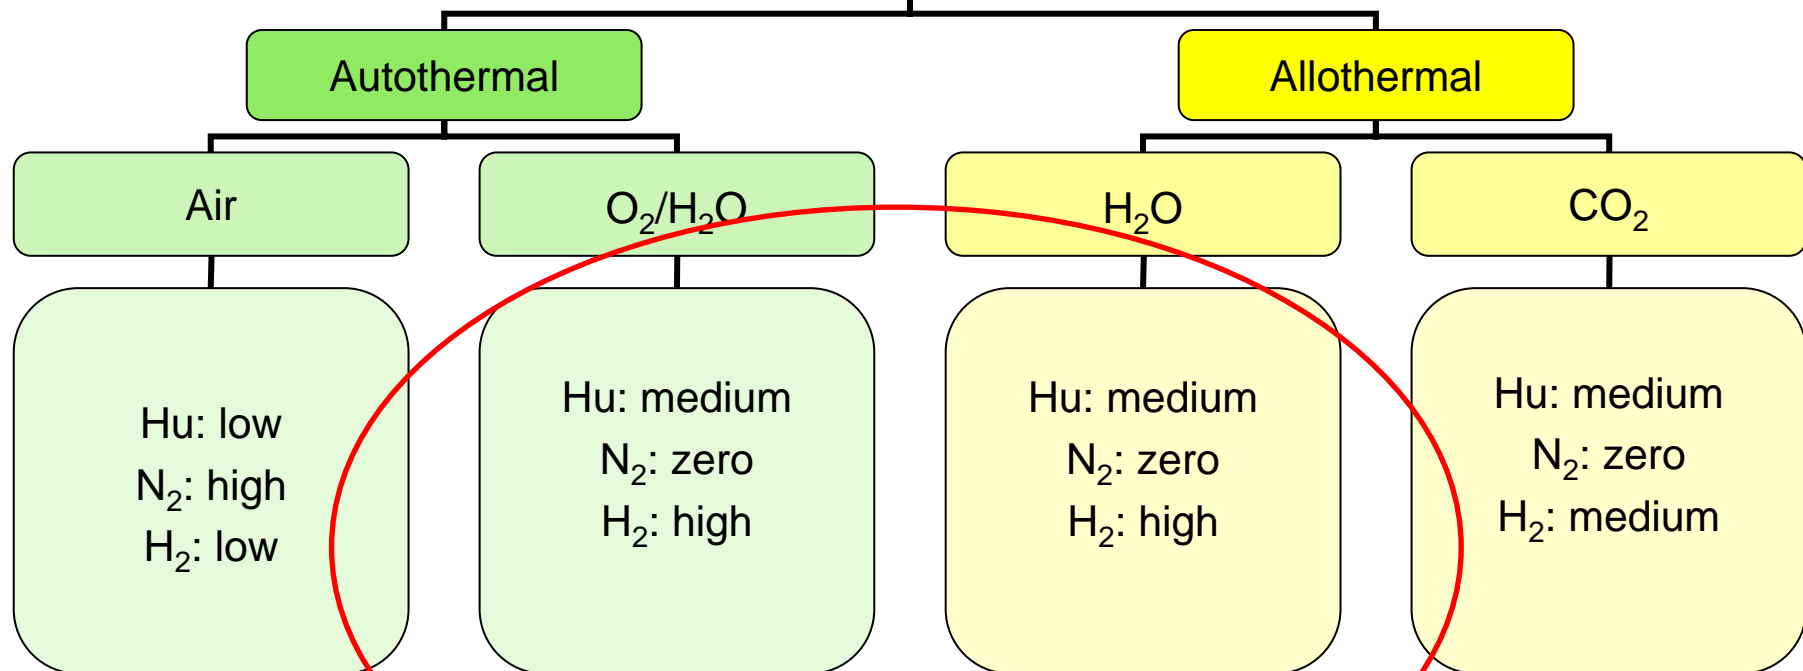 Autothermal
Allothermal
Air
O₂/H₂O
H₂O
CO₂
Hu: low
N₂: high
H₂: low
Hu: medium
N₂: zero
H₂: high
Hu: medium
N₂: zero
H₂: high
Hu: medium
N₂: zero
H₂: medium